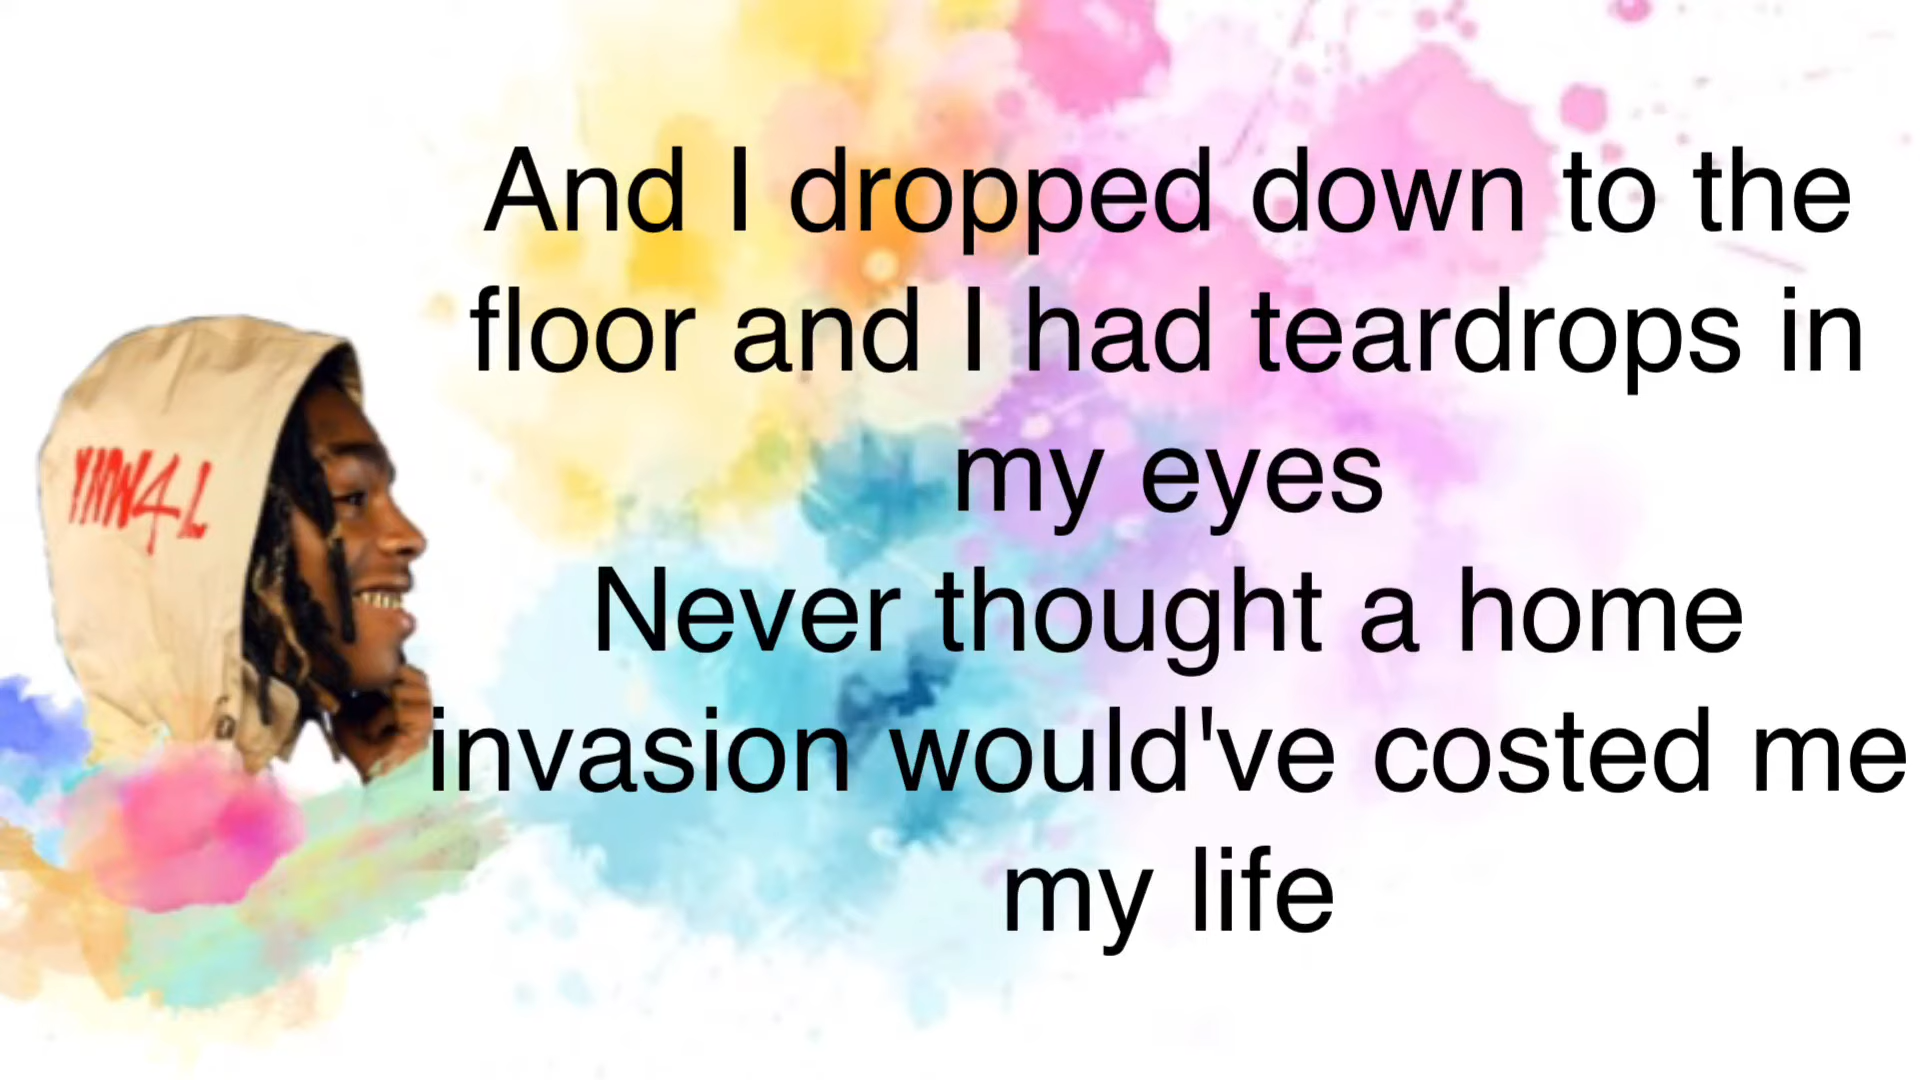 And I dropped down to the
floor and I had teardrops in
my eyes
Never thought a home
invasion would've costed me
my life
YNW4L